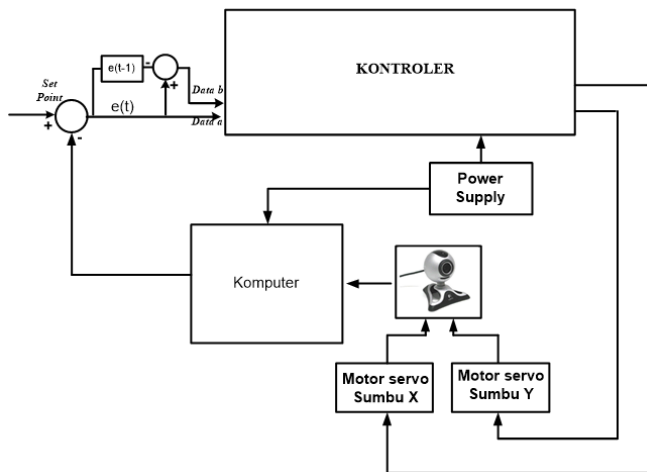 Set
Point
+
-
e(t-1)
-
+
e(t)
Data b
Data a
KONTROLER
Power
Supply
Komputer
Motor servo
Sumbu X
Motor servo
Sumbu Y